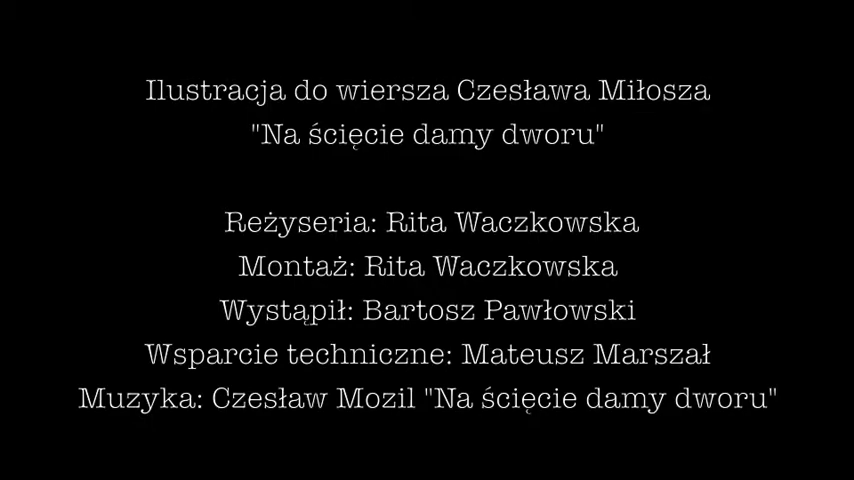 Ilustracja do wiersza Czesława Miłosza
"Na ścięcie damy dworu"
Reżyseria: Rita Waczkowska
Montaż: Rita Waczkowska
Wystąpił: Bartosz Pawłowski
Wsparcie techniczne: Mateusz Marszał
Muzyka: Czesław Mozil "Na ścięcie damy dworu"